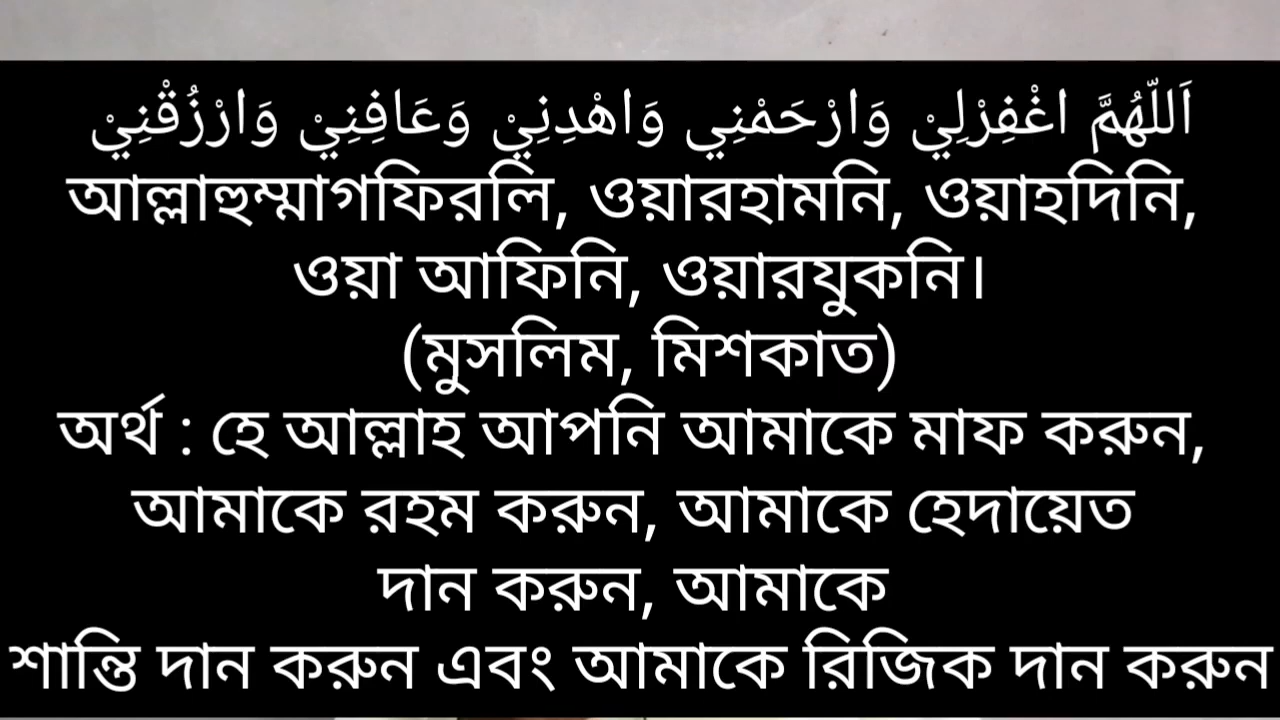 اَللّٰهُمَّ اغْفِرْلِيْ وَارْحَمْنِي وَاهْدِنِيْ وَعَافِنِيْ وَارْزُقْنِيْ
আল্লাহুম্মাগফিরলি, ওয়ারহামনি, ওয়াহদিনি,
ওয়া আফিনি, ওয়ারযুকনি।
(মুসলিম, মিশকাত)
অর্থ : হে আল্লাহ আপনি আমাকে মাফ করুন,
আমাকে রহম করুন, আমাকে হেদায়েত
দান করুন, আমাকে
শান্তি দান করুন এবং আমাকে রিজিক দান করুন